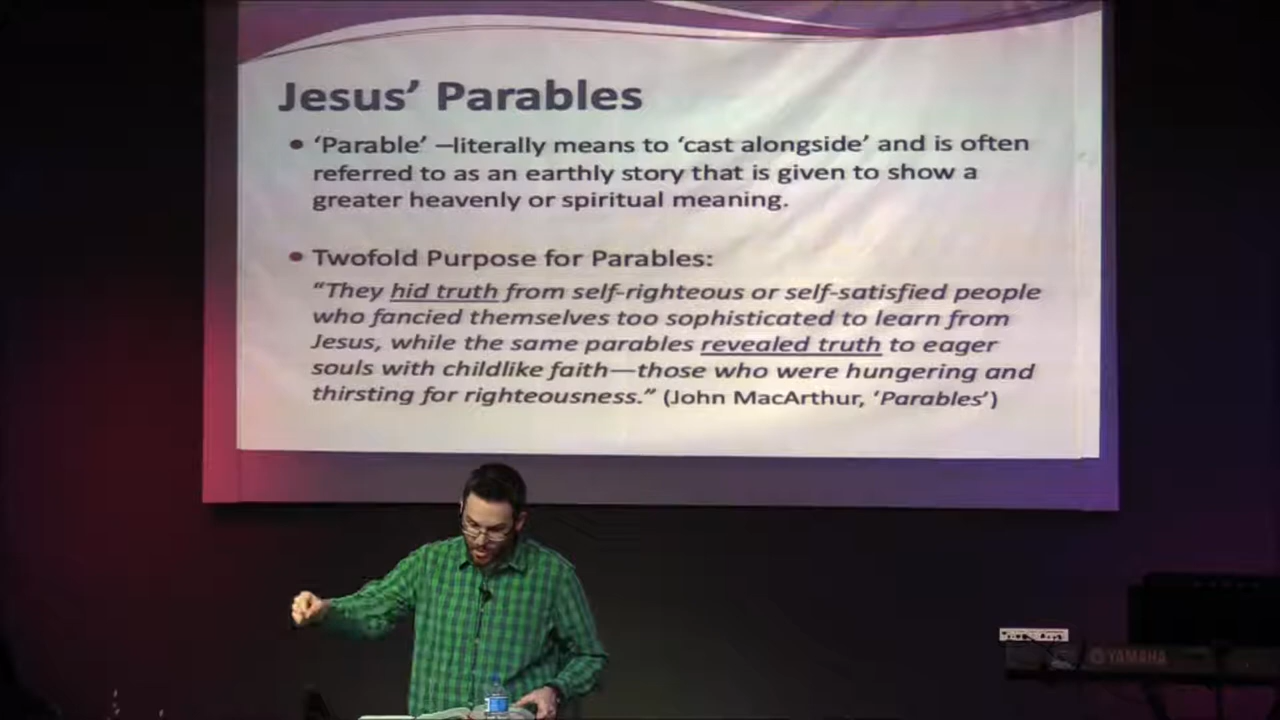 Jesus’ Parables
• ‘Parable’ –literally means to ‘cast alongside’ and is often
referred to as an earthly story that is given to show a
greater heavenly or spiritual meaning.
• Twofold Purpose for Parables:
“They hid truth from self-righteous or self-satisfied people
who fancied themselves too sophisticated to learn from
Jesus, while the same parables revealed truth to eager
souls with childlike faith—those who were hungering and
thirsting for righteousness.” (John MacArthur, ‘Parables’)
YAMAHA